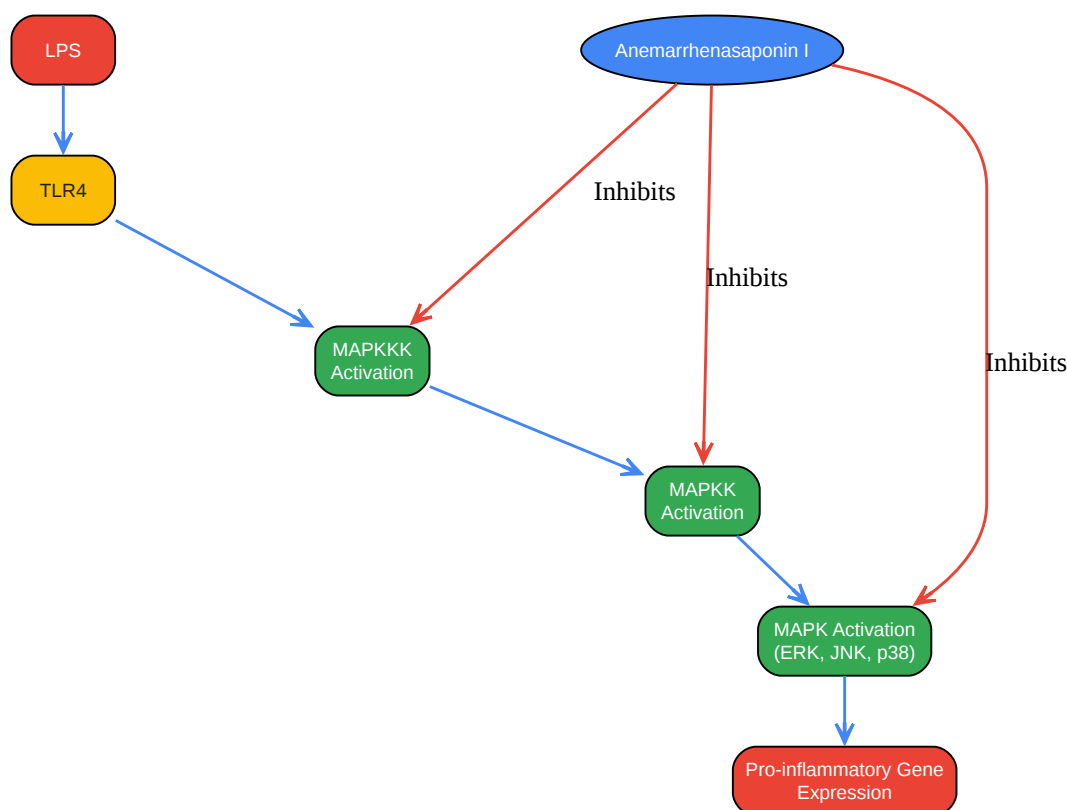 LPS
Anemarrhenasaponin I
TLR4
Inhibits
Inhibits
MAPKKK
Activation
Inhibits
MAPKK
Activation
MAPK Activation
(ERK, JNK, p38)
Pro-inflammatory Gene
Expression